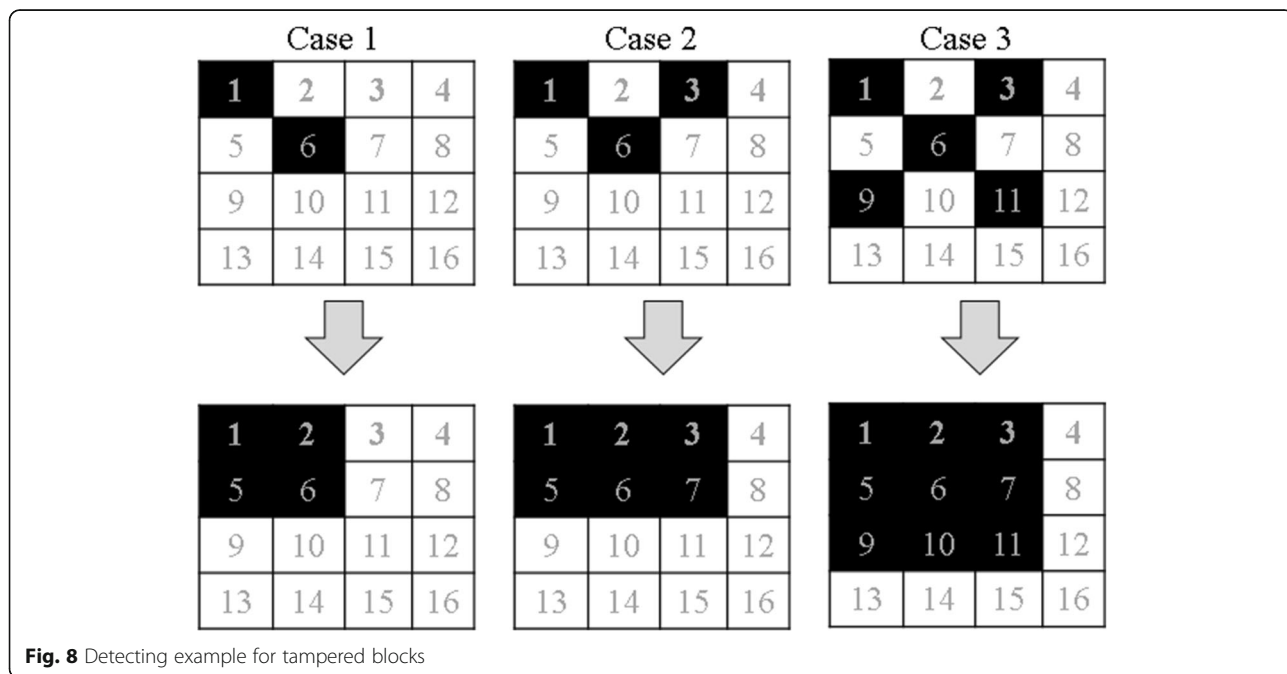 Case 1 Case 2 Case 3
1 2 3 4 1 2 3 4 1 2 3 4
5 6 7 8 5 6 7 8 5 6 7 8
9 10 11 12 9 10 11 12 9 10 11 12
13 14 15 16 13 14 15 16 13 14 15 16
1 2 3 4 1 2 3 4 1 2 3 4
5 6 7 8 5 6 7 8 5 6 7 8
9 10 11 12 9 10 11 12 9 10 11 12
13 14 15 16 13 14 15 16 13 14 15 16
Fig. 8 Detecting example for tampered blocks